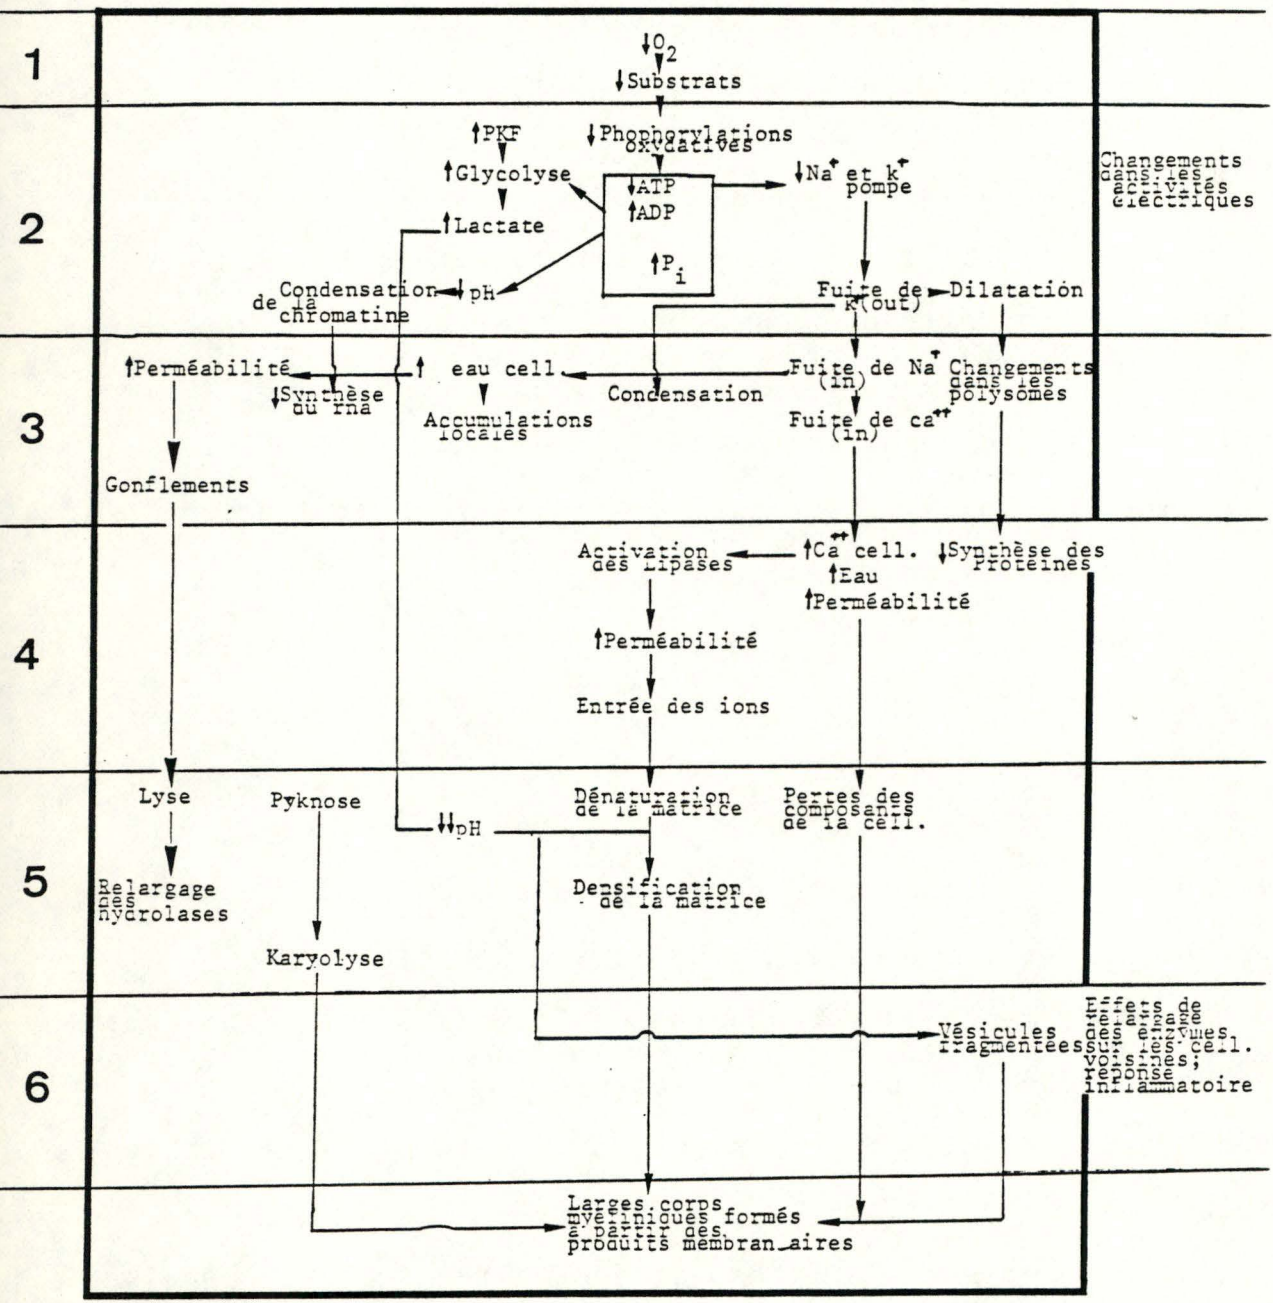 1
↓O2
↓Substrats
2
↑PKF
↓Phophorylations
oxydatives
↑Glycolyse
↓ATP
↑ADP
↑Pi
↓Na+ et k+
pompe
Changements
dans les
activités
électriques
↑Lactate
Condensation
de la
chromatine
↓pH
Fuite de
k+(out)
Dilatation
3
↑Perméabilité
↓Synthèse
du rna
↑ eau cell.
Accumulations
locales
Condensation
Fuite de Na+
(in)
Fuite de ca++
(in)
Changements
dans les
polysomes
Gonflements
4
Activation
des Lipases
↑Ca++ cell.
↑Eau
↑Perméabilité
↓Synthèse des
Protéines
↑Perméabilité
Entrée des ions
5
Lyse
Pyknose
↓↓pH
Dénaturation
de la matrice
Pertes des
composants
de la cell.
Relargage
des
hydrolases
Densification
de la matrice
Karyolyse
6
Vésicules
fragmentées
Effets de
relargage
des enzymes
sur les cell.
voisines;
réponse
inflammatoire
Larges corps
myéliniques formés
à partir des
produits membran aires